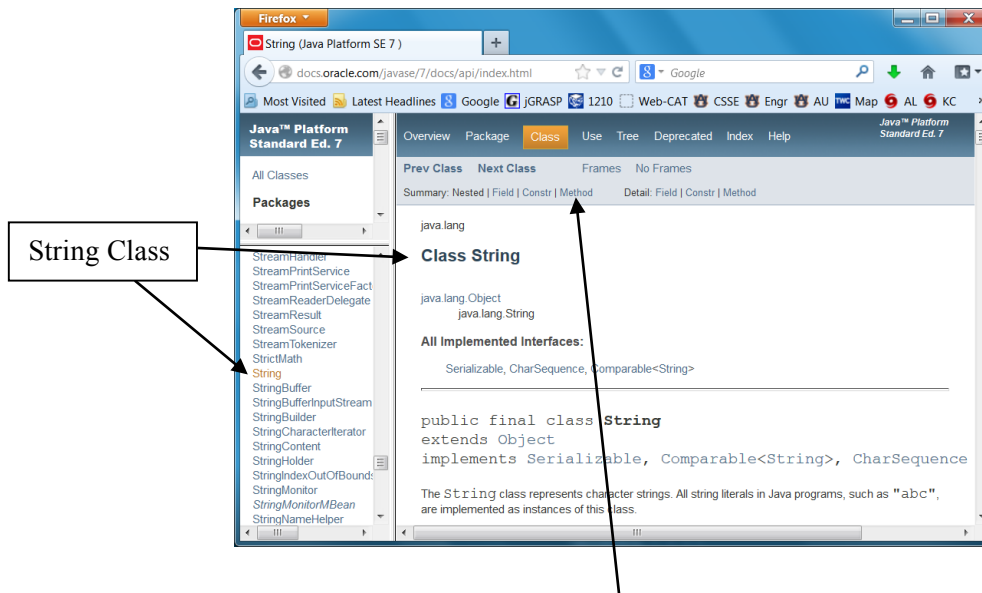 Firefox
String (Java Platform SE 7 )
docs.oracle.com/javase/7/docs/api/index.html
Google
Most Visited Latest Headlines Google jGRASP 1210 Web-CAT CSSE Engr AU Map AL KC
Java™ Platform
Standard Ed. 7
All Classes
Packages
Overview Package Class Use Tree Deprecated Index Help
Java™ Platform
Standard Ed. 7
Prev Class Next Class Frames No Frames
Summary: Nested | Field | Constr | Method Detail: Field | Constr | Method
String Class
StreamHandler
StreamPrintService
StreamPrintServiceFact
StreamReaderDelegate
StreamResult
StreamSource
StreamTokenizer
StrictMath
String
StringBuffer
StringBufferInputStream
StringBuilder
StringCharacterIterator
StringContent
StringHolder
StringIndexOutOfBounds
StringMonitor
StringMonitorMBean
StringNameHelper
java.lang
Class String
java.lang.Object
java.lang.String
All Implemented Interfaces:
Serializable, CharSequence, Comparable<String>
public final class String
extends Object
implements Serializable, Comparable<String>, CharSequence
The String class represents character strings. All string literals in Java programs, such as "abc",
are implemented as instances of this class.